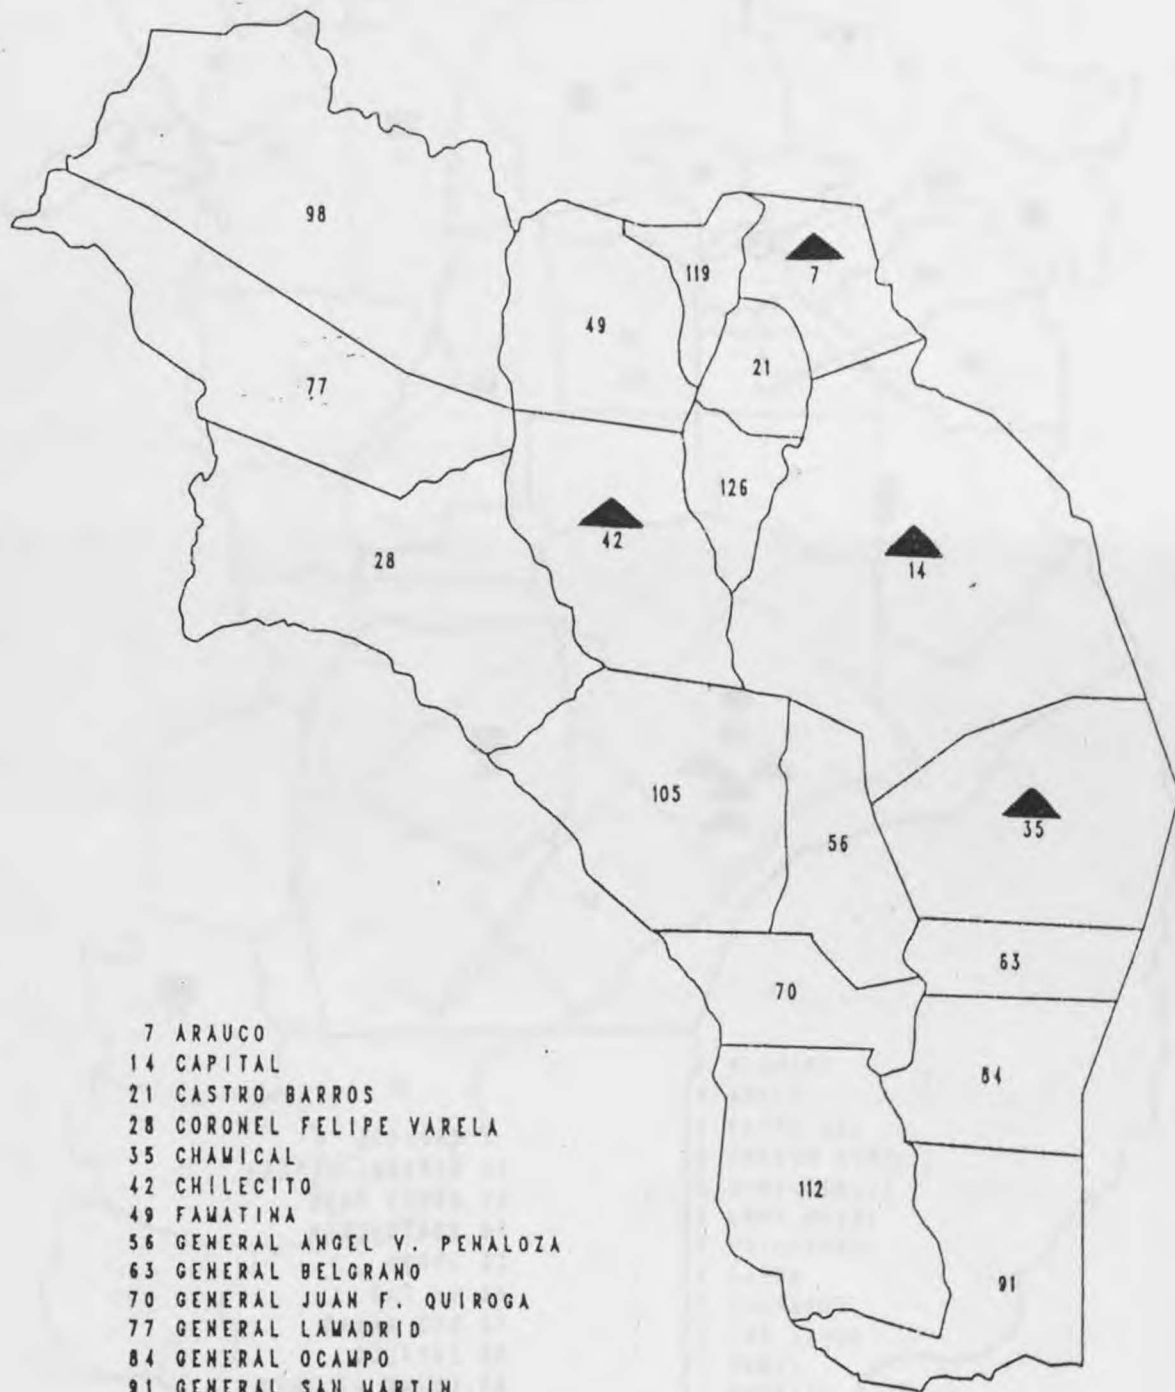 98
119
7
49
21
77
126
42
14
28
105
35
56
63
70
84
112
91
7 ARAUCO
14 CAPITAL
21 CASTRO BARROS
28 CORONEL FELIPE VARELA
35 CHAMICAL
42 CHILECITO
49 FAMATINA
56 GENERAL ANGEL V. PENALOZA
63 GENERAL BELGRANO
70 GENERAL JUAN F. QUIROGA
77 GENERAL LAMADRID
84 GENERAL OCAMPO
91 GENERAL SAN MARTIN